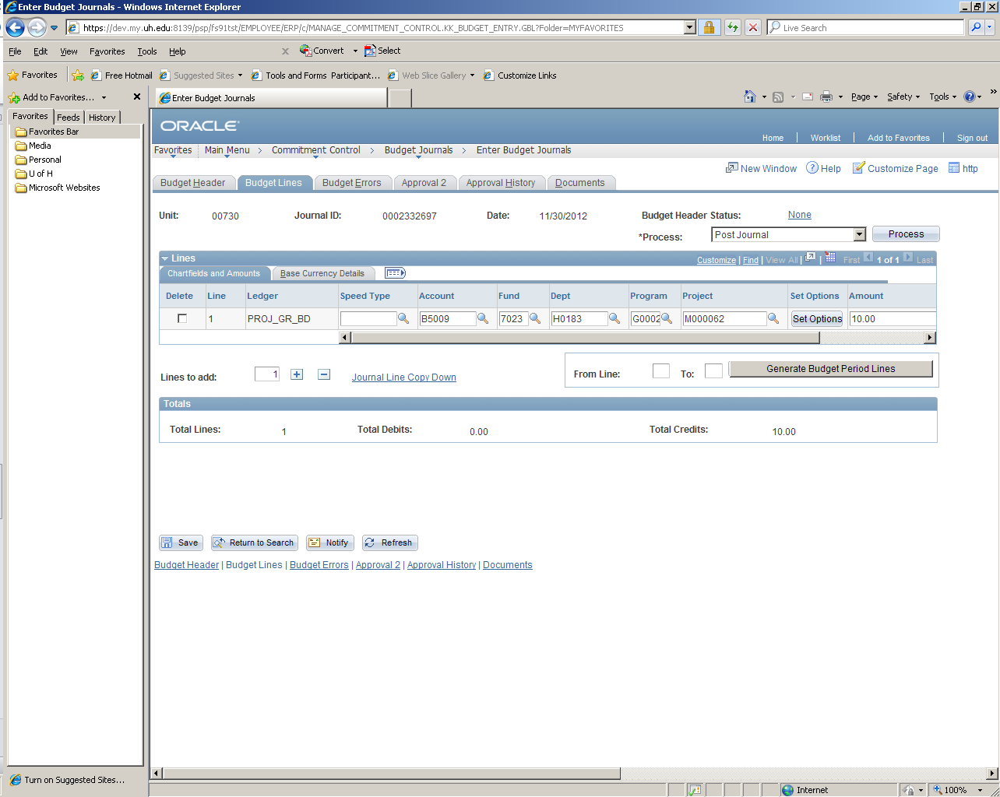 Enter Budget Journals - Windows Internet Explorer
https://dev.my.uh.edu:8139/psp/fs91tst/EMPLOYEE/ERP/c/MANAGE_COMMITMENT_CONTROL.KK_BUDGET_ENTRY.GBL?Folder=MYFAVORITES
Live Search
File Edit View Favorites Tools Help
x Convert Select
Favorites Free Hotmail Suggested Sites Tools and Forms Participant... Web Slice Gallery Customize Links
Add to Favorites... Enter Budget Journals Page Safety Tools
Favorites Feeds History
Favorites Bar
Media
Personal
U of H
Microsoft Websites
ORACLE
Home Worklist Add to Favorites Sign out
Favorites Main Menu > Commitment Control > Budget Journals > Enter Budget Journals
New Window Help Customize Page http
Budget Header Budget Lines Budget Errors Approval 2 Approval History Documents
Unit: 00730 Journal ID: 0002332697 Date: 11/30/2012 Budget Header Status: None
*Process: Post Journal Process
Lines Customize | Find | View All | | First 1 of 1 Last
Chartfields and Amounts Base Currency Details
Delete Line Ledger Speed Type Account Fund Dept Program Project Set Options Amount
1 PROJ_GR_BD B5009 7023 H0183 G0002 M000062 Set Options 10.00
Lines to add: 1 Journal Line Copy Down From Line: To: Generate Budget Period Lines
Totals
Total Lines: 1 Total Debits: 0.00 Total Credits: 10.00
Save Return to Search Notify Refresh
Budget Header | Budget Lines | Budget Errors | Approval 2 | Approval History | Documents
Turn on Suggested Sites...
Internet 100%